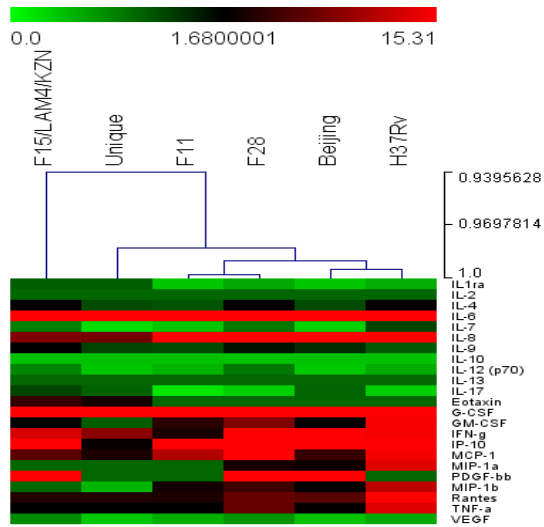 0.0 1.6800001 15.31
F15/LAM4/KZN
Unique
F11
F28
Beijing
H37Rv
0.9395628
0.9697814
1.0
IL1ra
IL-2
IL-4
IL-6
IL-7
IL-8
IL-9
IL-10
IL-12 (p70)
IL-13
IL-17
Eotaxin
G-CSF
GM-CSF
IFN-g
IP-10
MCP-1
MIP-1a
PDGF-bb
MIP-1b
Rantes
TNF-a
VEGF